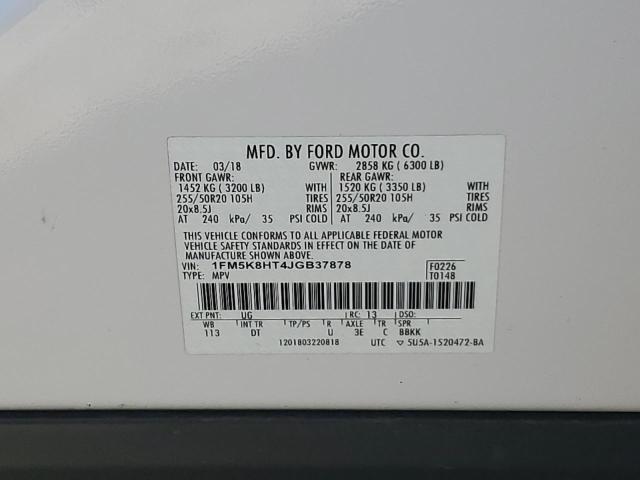 MFD. BY FORD MOTOR CO.
DATE: 03/18 GVWR: 2858 KG ( 6300 LB)
FRONT GAWR: REAR GAWR:
1452 KG ( 3200 LB) WITH 1520 KG ( 3350 LB) WITH
255/50R20 105H TIRES 255/50R20 105H TIRES
20x8.5J RIMS 20x8.5J RIMS
AT 240 kPa/ 35 PSI COLD AT 240 kPa/ 35 PSI COLD
THIS VEHICLE CONFORMS TO ALL APPLICABLE FEDERAL MOTOR
VEHICLE SAFETY STANDARDS IN EFFECT ON THE DATE OF
MANUFACTURE SHOWN ABOVE.
VIN: 1FM5K8HT4JGB37878 F0226
TYPE: MPV T0148
EXT PNT: UG RC: 13 DSO:
WB INT TR TP/PS R AXLE TR SPR
113 DT U 3E C BBKK
1201803220818 UTC ▽ 5U5A-1520472-BA